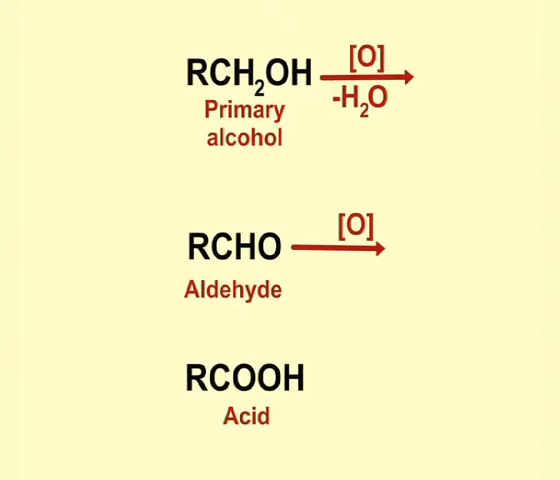 RCH₂OH [O]
-H₂O
Primary
alcohol
RCHO [O]
Aldehyde
RCOOH
Acid